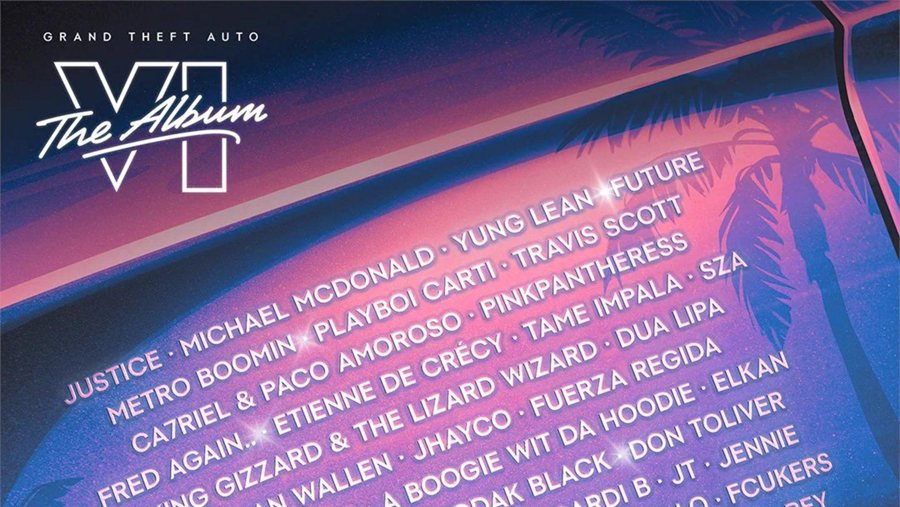 GRAND THEFT AUTO
VI
The Album
JUSTICE · MICHAEL MCDONALD · YUNG LEAN · FUTURE
METRO BOOMIN · PLAYBOI CARTI · TRAVIS SCOTT
CA7RIEL & PACO AMOROSO · PINKPANTHERESS
FRED AGAIN.. · ETIENNE DE CRÉCY · TAME IMPALA · SZA
GIZZARD & THE LIZARD WIZARD · DUA LIPA
WALLEN · JHAYCO · FUERZA REGIDA
A BOOGIE WIT DA HOODIE · ELKAN
BLACK · DON TOLIVER
B · JT · JENNIE
· FCUKERS